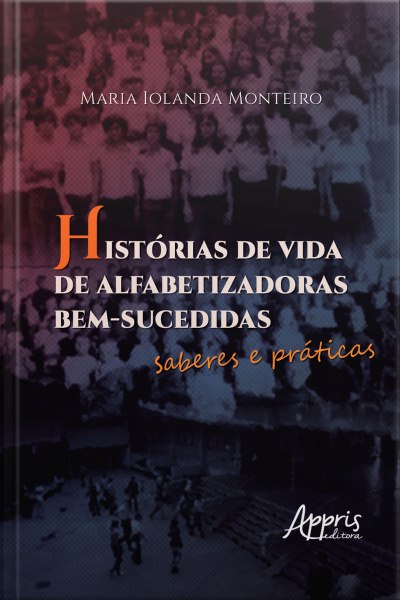 Maria Iolanda Monteiro
Histórias de vida
de alfabetizadoras
bem-sucedidas
saberes e práticas
Appris
editora